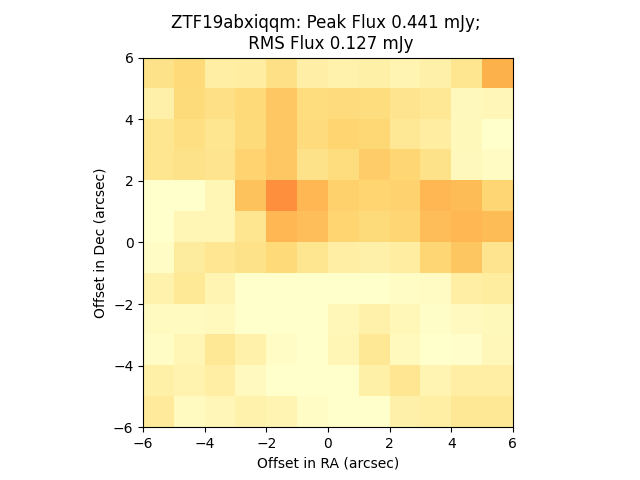 ZTF19abxiqqm: Peak Flux 0.441 mJy;
RMS Flux 0.127 mJy
6
4
2
0
−2
−4
−6
Offset in Dec (arcsec)
−6 −4 −2 0 2 4 6
Offset in RA (arcsec)